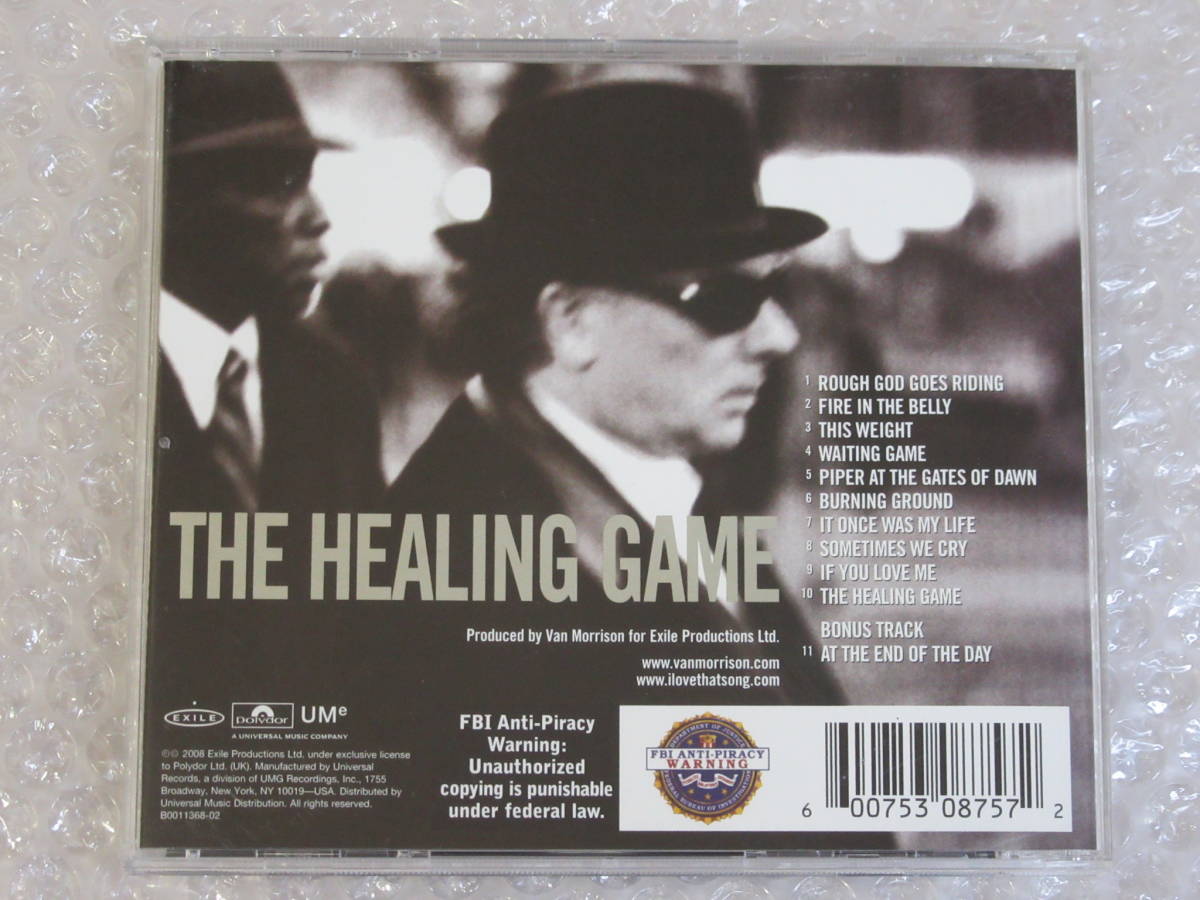 1 ROUGH GOD GOES RIDING
2 FIRE IN THE BELLY
3 THIS WEIGHT
4 WAITING GAME
5 PIPER AT THE GATES OF DAWN
6 BURNING GROUND
7 IT ONCE WAS MY LIFE
8 SOMETIMES WE CRY
9 IF YOU LOVE ME
10 THE HEALING GAME
BONUS TRACK
11 AT THE END OF THE DAY
THE HEALING GAME
Produced by Van Morrison for Exile Productions Ltd.
www.vanmorrison.com
www.ilovethatsong.com
EXILE
polydor
UMe
A UNIVERSAL MUSIC COMPANY
℗© 2008 Exile Productions Ltd. under exclusive license
to Polydor Ltd. (UK). Manufactured by Universal
Records, a division of UMG Recordings, Inc., 1755
Broadway, New York, NY 10019—USA. Distributed by
Universal Music Distribution. All rights reserved.
B0011368-02
FBI Anti-Piracy
Warning:
Unauthorized
copying is punishable
under federal law.
DEPARTMENT OF JUSTICE
FBI ANTI-PIRACY
WARNING
FEDERAL BUREAU OF INVESTIGATION
6 00753 08757 2